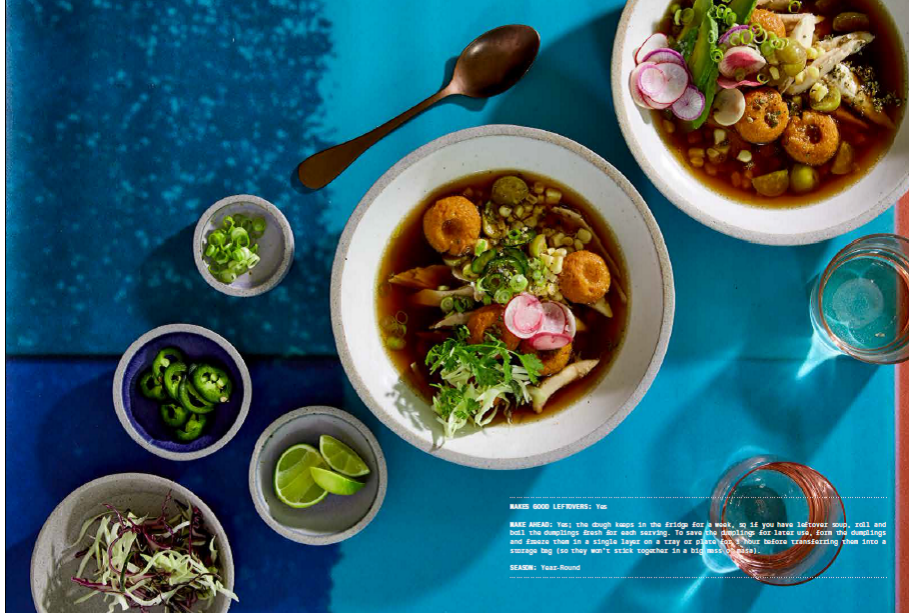 MAKES GOOD LEFTOVERS: Yes
MAKE AHEAD: Yes; the dough keeps in the fridge for a week, so if you have leftover soup, roll and
boil the dumplings fresh for each serving. To save the dumplings for later use, form the dumplings
and freeze them in a single layer on a tray or plate for 1 hour before transferring them into a
storage bag (so they won't stick together in a big mess of masa).
SEASON: Year-Round